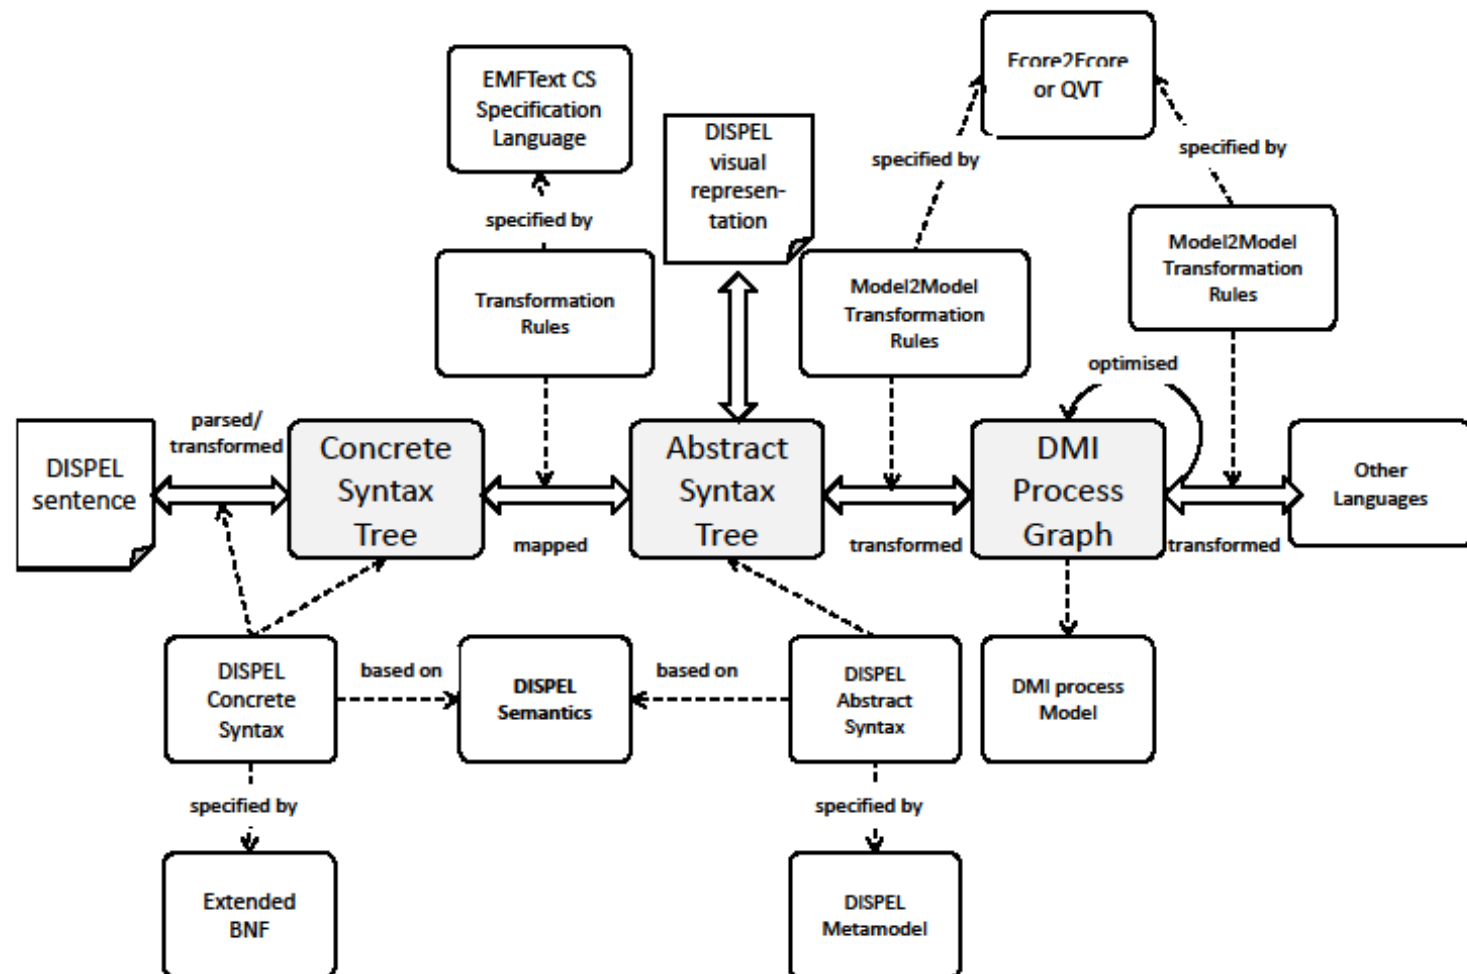 EMFText CS
Specification
Language
Ecore2Ecore
or QVT
DISPEL
visual
represen-
tation
specified by
specified by
specified by
Transformation
Rules
Model2Model
Transformation
Rules
Model2Model
Transformation
Rules
optimised
parsed/
transformed
DISPEL
sentence
Concrete
Syntax
Tree
mapped
Abstract
Syntax
Tree
transformed
DMI
Process
Graph
transformed
Other
Languages
DISPEL
Concrete
Syntax
based on
DISPEL
Semantics
based on
DISPEL
Abstract
Syntax
DMI process
Model
specified by
specified by
Extended
BNF
DISPEL
Metamodel